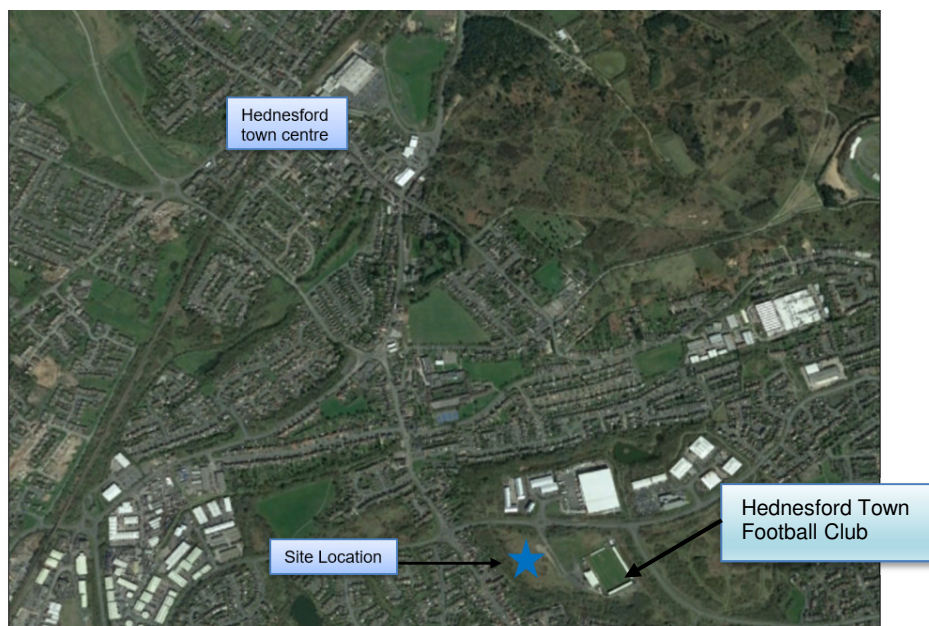 Hednesford
town centre
Hednesford Town
Football Club
Site Location